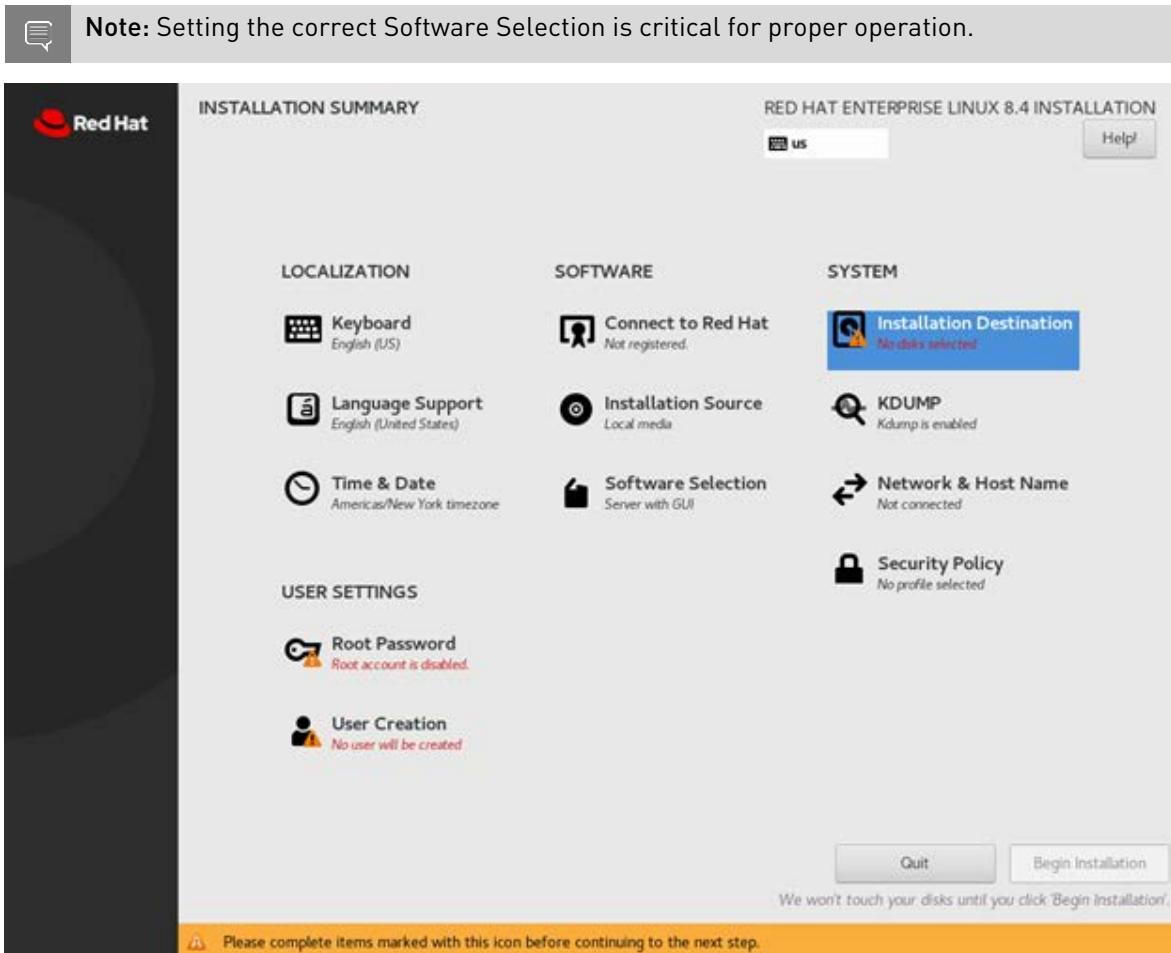 Note: Setting the correct Software Selection is critical for proper operation.
Red Hat
INSTALLATION SUMMARY
RED HAT ENTERPRISE LINUX 8.4 INSTALLATION
us
Help!
LOCALIZATION
Keyboard
English (US)
Language Support
English (United States)
Time & Date
Americas/New York timezone
SOFTWARE
Connect to Red Hat
Not registered.
Installation Source
Local media
Software Selection
Server with GUI
SYSTEM
Installation Destination
No disks selected
KDUMP
Kdump is enabled
Network & Host Name
Not connected
Security Policy
No profile selected
USER SETTINGS
Root Password
Root account is disabled.
User Creation
No user will be created
Quit
Begin Installation
We won't touch your disks until you click 'Begin Installation'.
Please complete items marked with this icon before continuing to the next step.